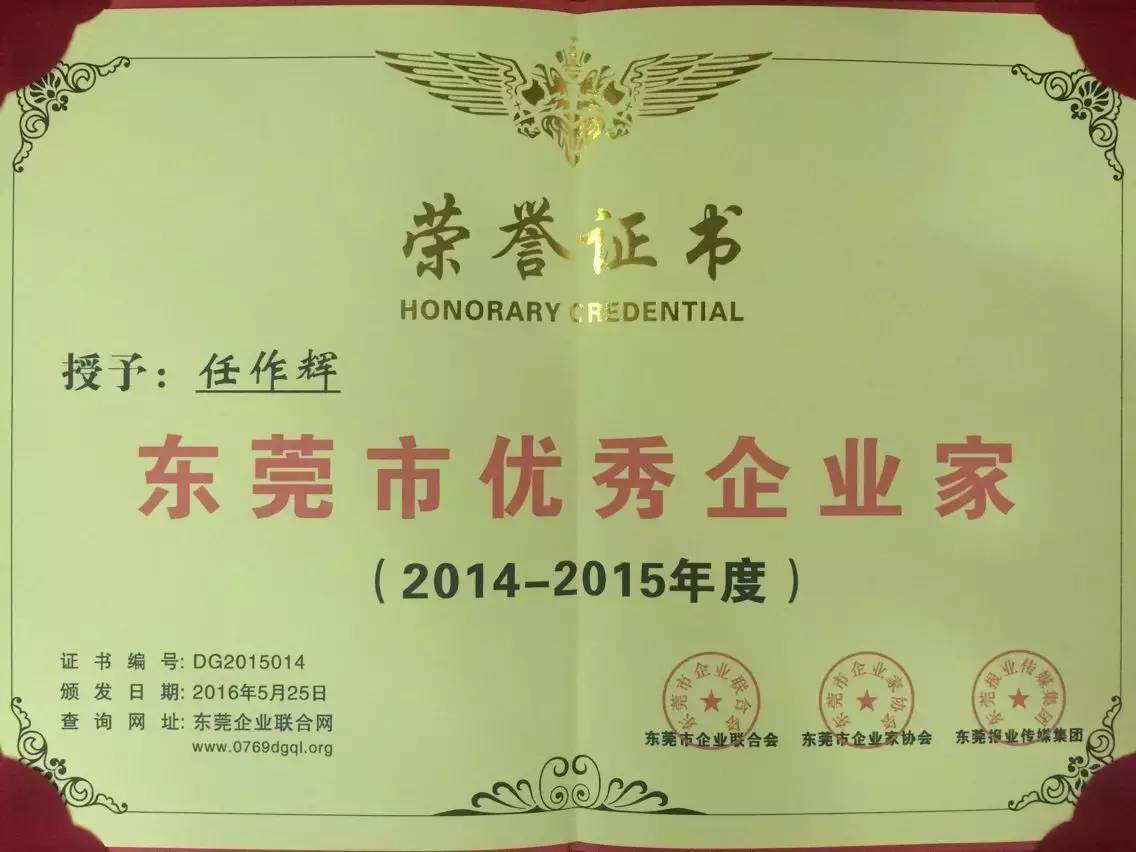 荣誉证书
HONORARY CREDENTIAL
授予：任作辉
东莞市优秀企业家
（2014-2015年度）
证书编号: DG2015014
颁发日期: 2016年5月25日
查询网址: 东莞企业联合网
www.0769dgql.org
东莞市企业联合会
东莞市企业联合会
东莞市企业家协会
东莞市企业家协会
东莞报业传媒集团
东莞报业传媒集团